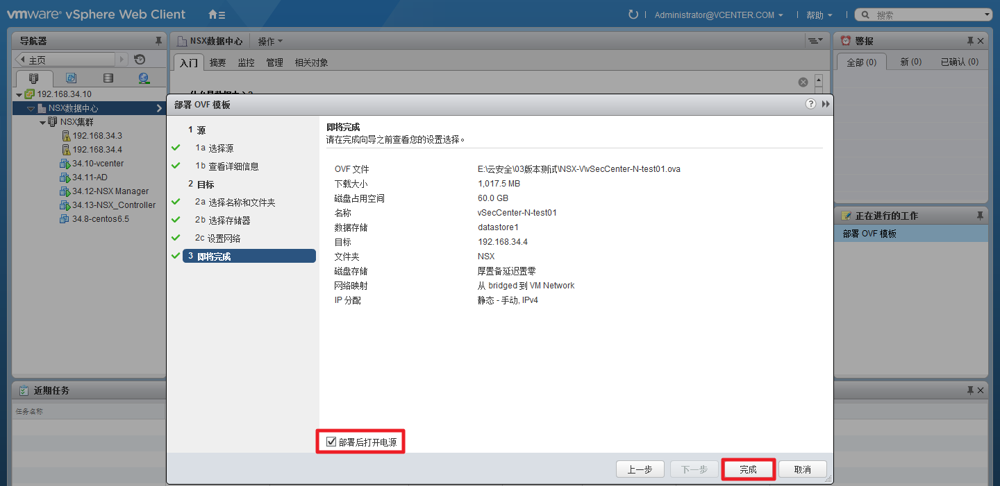 vmware® vSphere Web Client
Administrator@VCENTER.COM
帮助
搜索
导航器
主页
192.168.34.10
NSX数据中心
NSX集群
192.168.34.3
192.168.34.4
34.10-vcenter
34.11-AD
34.12-NSX Manager
34.13-NSX_Controller
34.8-centos6.5
NSX数据中心 操作
入门 摘要 监控 管理 相关对象
什么是数据中心?
警报
全部 (0) 新 (0) 已确认 (0)
正在进行的工作
部署 OVF 模板
近期任务
任务名称
部署 OVF 模板
1 源
1a 选择源
1b 查看详细信息
2 目标
2a 选择名称和文件夹
2b 选择存储器
2c 设置网络
3 即将完成
即将完成
请在完成向导之前查看您的设置选择。
OVF 文件 E:\云安全\03版本测试\NSX-V\vSecCenter-N-test01.ova
下载大小 1,017.5 MB
磁盘占用空间 60.0 GB
名称 vSecCenter-N-test01
数据存储 datastore1
目标 192.168.34.4
文件夹 NSX
磁盘存储 厚置备延迟置零
网络映射 从 bridged 到 VM Network
IP 分配 静态 - 手动, IPv4
部署后打开电源
上一步 下一步 完成 取消